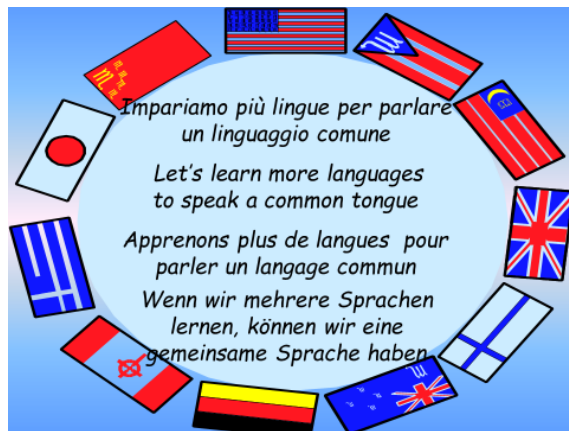 Impariamo più lingue per parlare
un linguaggio comune
Let's learn more languages
to speak a common tongue
Apprenons plus de langues pour
parler un langage commun
Wenn wir mehrere Sprachen
lernen, können wir eine
gemeinsame Sprache haben